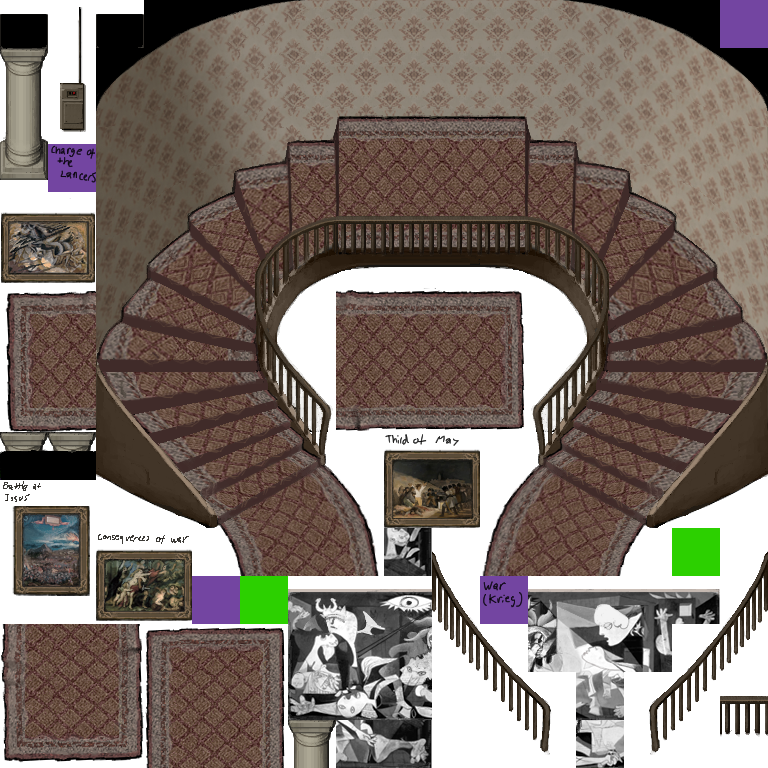 Charge of
the
Lancers
Third of May
Battle at
Issus
Consequences of war
War
(Krieg)